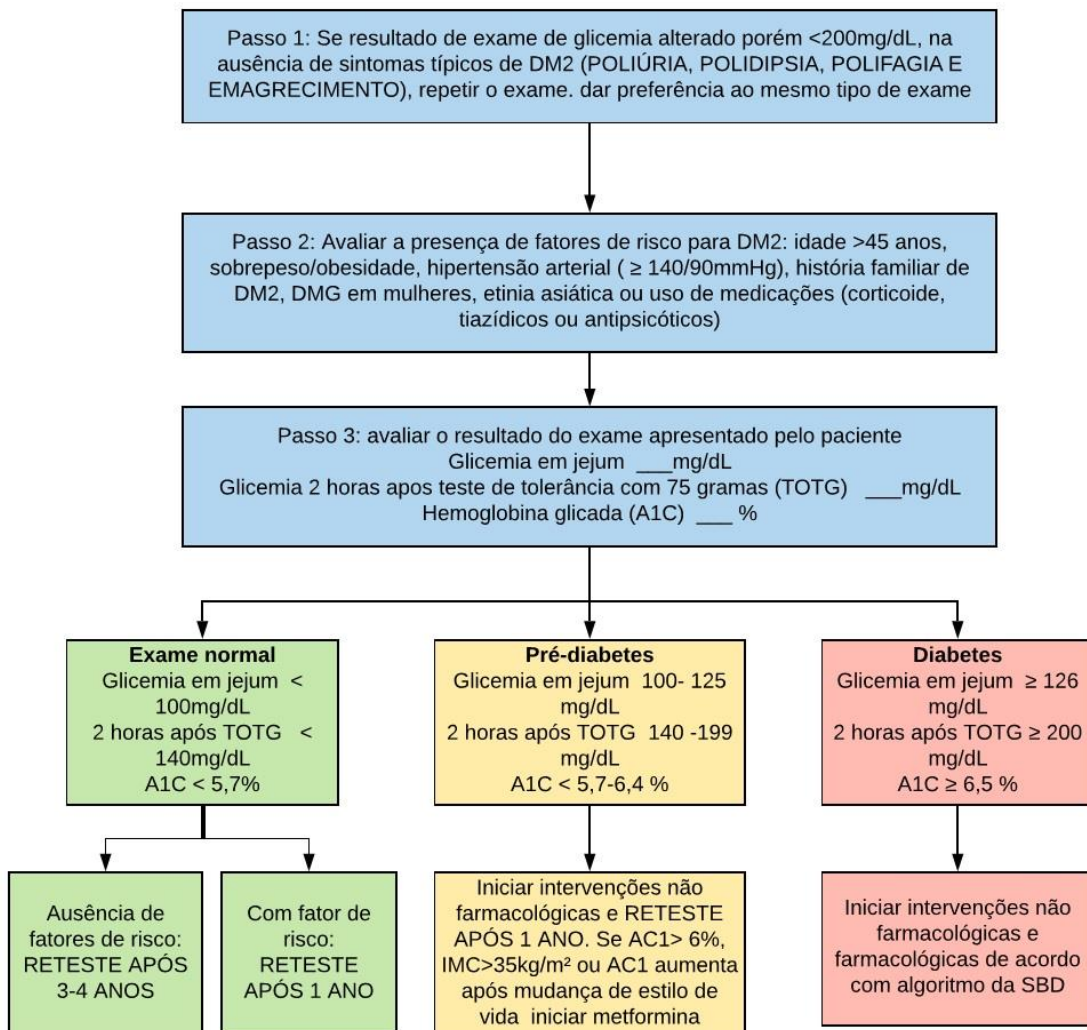 Passo 1: Se resultado de exame de glicemia alterado porém <200mg/dL, na
ausência de sintomas típicos de DM2 (POLIÚRIA, POLIDIPSIA, POLIFAGIA E
EMAGRECIMENTO), repetir o exame. dar preferência ao mesmo tipo de exame
Passo 2: Avaliar a presença de fatores de risco para DM2: idade >45 anos,
sobrepeso/obesidade, hipertensão arterial ( ≥ 140/90mmHg), história familiar de
DM2, DMG em mulheres, etinia asiática ou uso de medicações (corticoide,
tiazídicos ou antipsicóticos)
Passo 3: avaliar o resultado do exame apresentado pelo paciente
Glicemia em jejum ___mg/dL
Glicemia 2 horas apos teste de tolerância com 75 gramas (TOTG) ___mg/dL
Hemoglobina glicada (A1C) ___ %
Exame normal
Glicemia em jejum <
100mg/dL
2 horas após TOTG <
140mg/dL
A1C < 5,7%
Pré-diabetes
Glicemia em jejum 100- 125
mg/dL
2 horas após TOTG 140 -199
mg/dL
A1C < 5,7-6,4 %
Diabetes
Glicemia em jejum ≥ 126
mg/dL
2 horas após TOTG ≥ 200
mg/dL
A1C ≥ 6,5 %
Ausência de
fatores de risco:
RETESTE APÓS
3-4 ANOS
Com fator de
risco:
RETESTE
APÓS 1 ANO
Iniciar intervenções não
farmacológicas e RETESTE
APÓS 1 ANO. Se AC1> 6%,
IMC>35kg/m² ou AC1 aumenta
após mudança de estilo de
vida iniciar metformina
Iniciar intervenções não
farmacológicas e
farmacológicas de acordo
com algoritmo da SBD